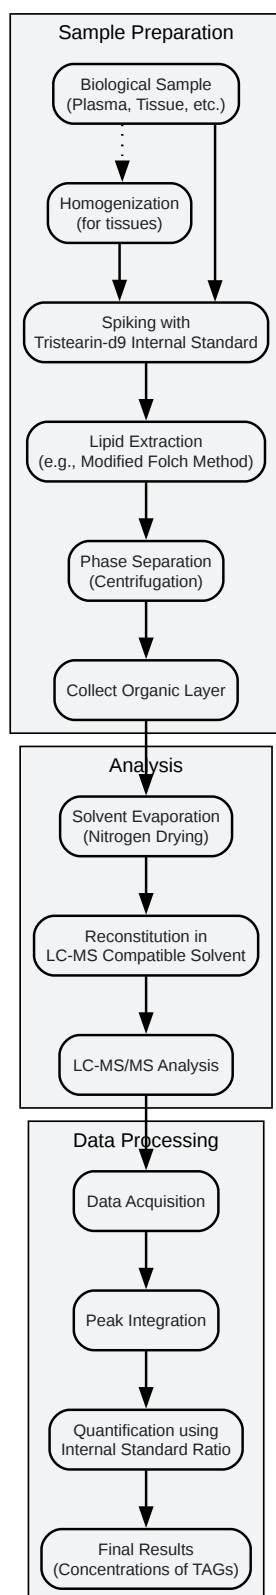 Sample Preparation
Biological Sample
(Plasma, Tissue, etc.)
Homogenization
(for tissues)
Spiking with
Tristearin-d9 Internal Standard
Lipid Extraction
(e.g., Modified Folch Method)
Phase Separation
(Centrifugation)
Collect Organic Layer
Analysis
Solvent Evaporation
(Nitrogen Drying)
Reconstitution in
LC-MS Compatible Solvent
LC-MS/MS Analysis
Data Processing
Data Acquisition
Peak Integration
Quantification using
Internal Standard Ratio
Final Results
(Concentrations of TAGs)